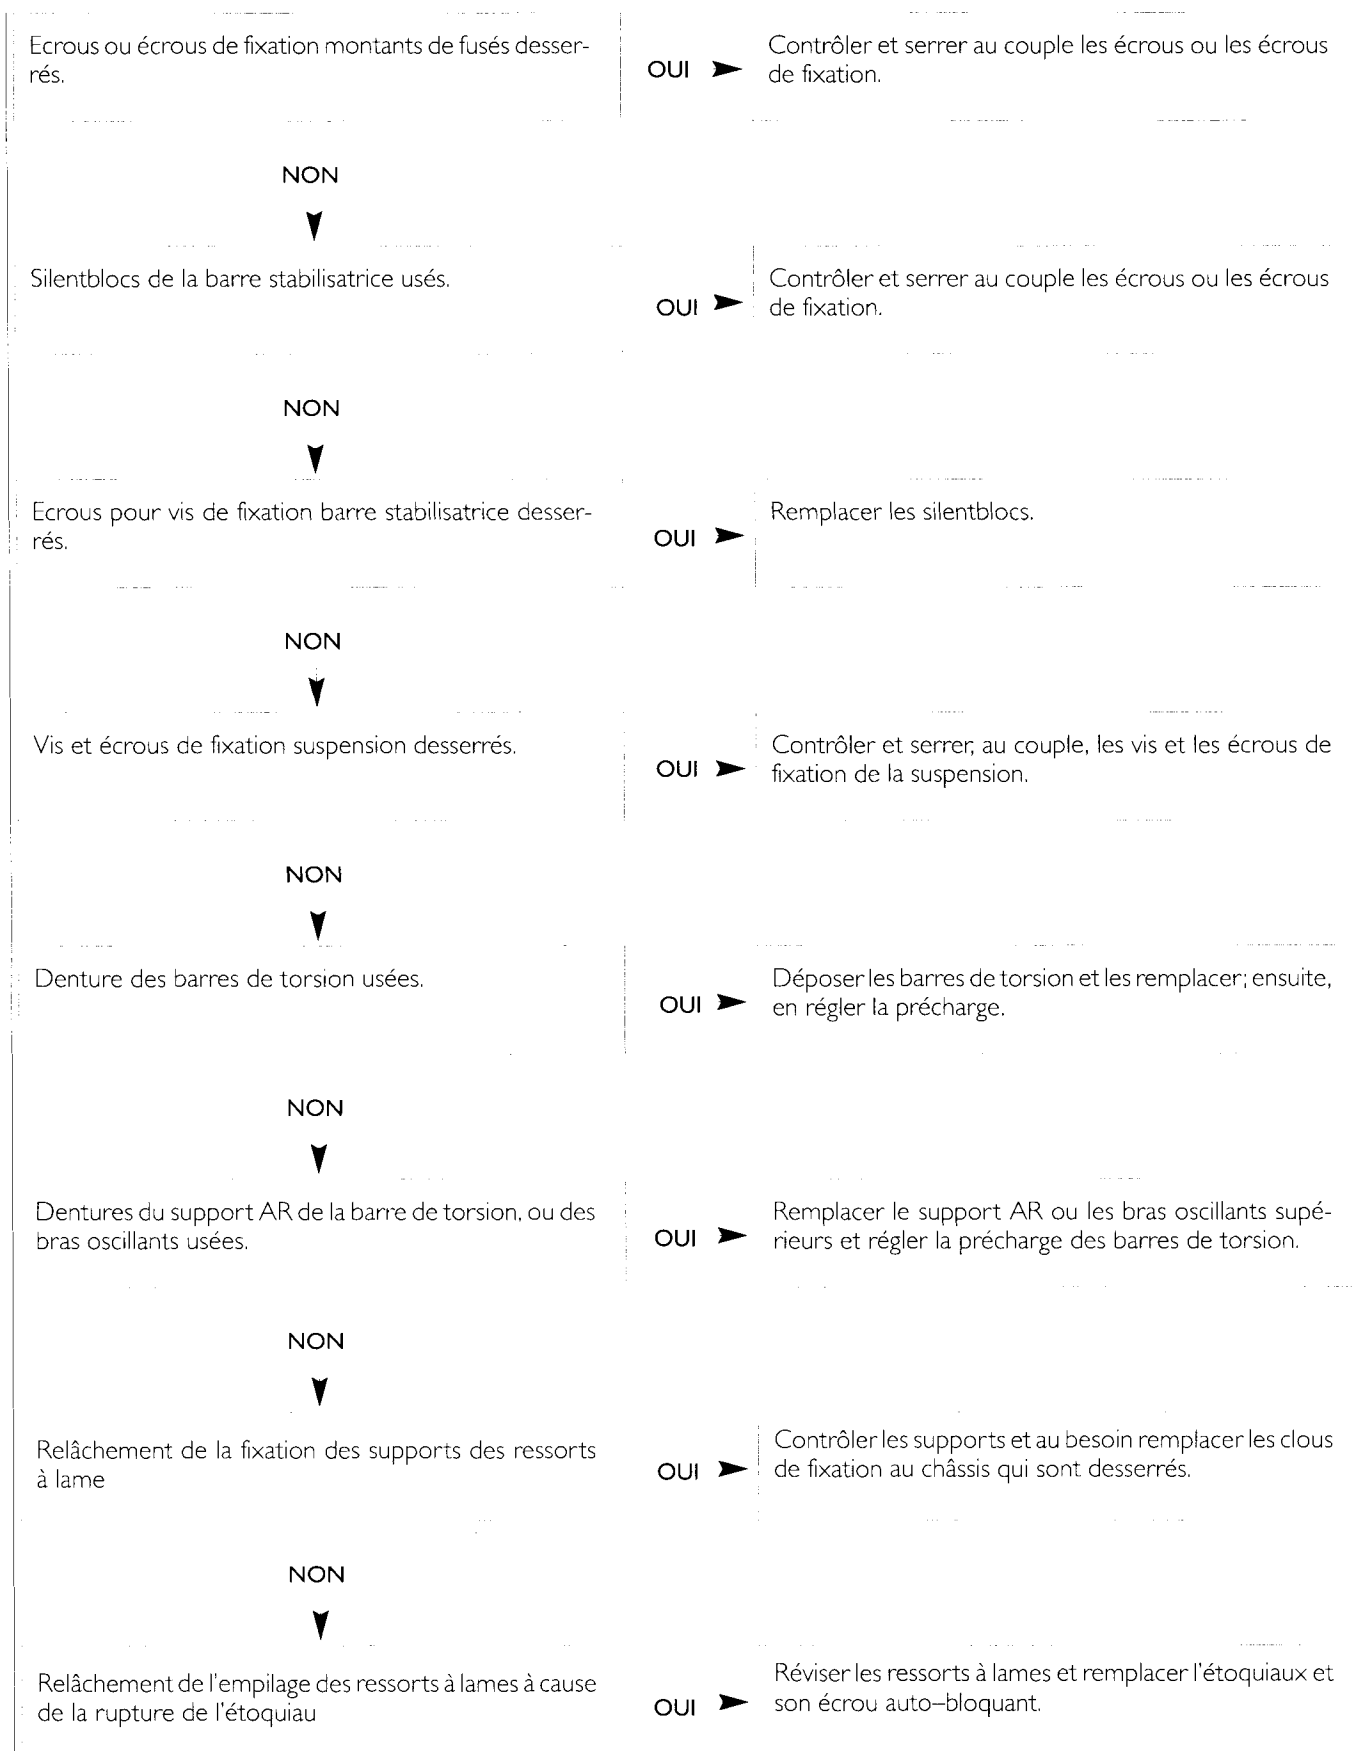 Ecrous ou écrous de fixation montants de fusés desser-
rés.
OUI
Contrôler et serrer au couple les écrous ou les écrous
de fixation.
NON
Silentblocs de la barre stabilisatrice usés.
OUI
Contrôler et serrer au couple les écrous ou les écrous
de fixation.
NON
Ecrous pour vis de fixation barre stabilisatrice desser-
rés.
OUI
Remplacer les silentblocs.
NON
Vis et écrous de fixation suspension desserrés.
OUI
Contrôler et serrer, au couple, les vis et les écrous de
fixation de la suspension.
NON
Denture des barres de torsion usées.
OUI
Déposer les barres de torsion et les remplacer; ensuite,
en régler la précharge.
NON
Dentures du support AR de la barre de torsion, ou des
bras oscillants usées.
OUI
Remplacer le support AR ou les bras oscillants supé-
rieurs et régler la précharge des barres de torsion.
NON
Relâchement de la fixation des supports des ressorts
à lame
OUI
Contrôler les supports et au besoin remplacer les clous
de fixation au châssis qui sont desserrés.
NON
Relâchement de l'empilage des ressorts à lames à cause
de la rupture de l'étoquiau
OUI
Réviser les ressorts à lames et remplacer l'étoquiaux et
son écrou auto–bloquant.